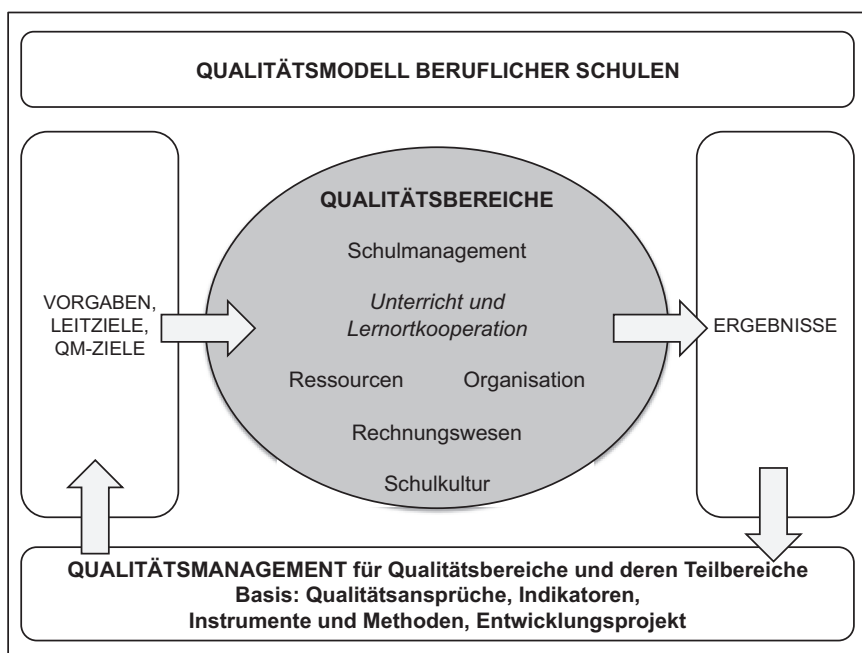 QUALITÄTSMODELL BERUFLICHER SCHULEN
VORGABEN,
LEITZIELE,
QM-ZIELE
QUALITÄTSBEREICHE
Schulmanagement
Unterricht und
Lernortkooperation
Ressourcen
Organisation
Rechnungswesen
Schulkultur
ERGEBNISSE
QUALITÄTSMANAGEMENT für Qualitätsbereiche und deren Teilbereiche
Basis: Qualitätsansprüche, Indikatoren,
Instrumente und Methoden, Entwicklungsprojekt